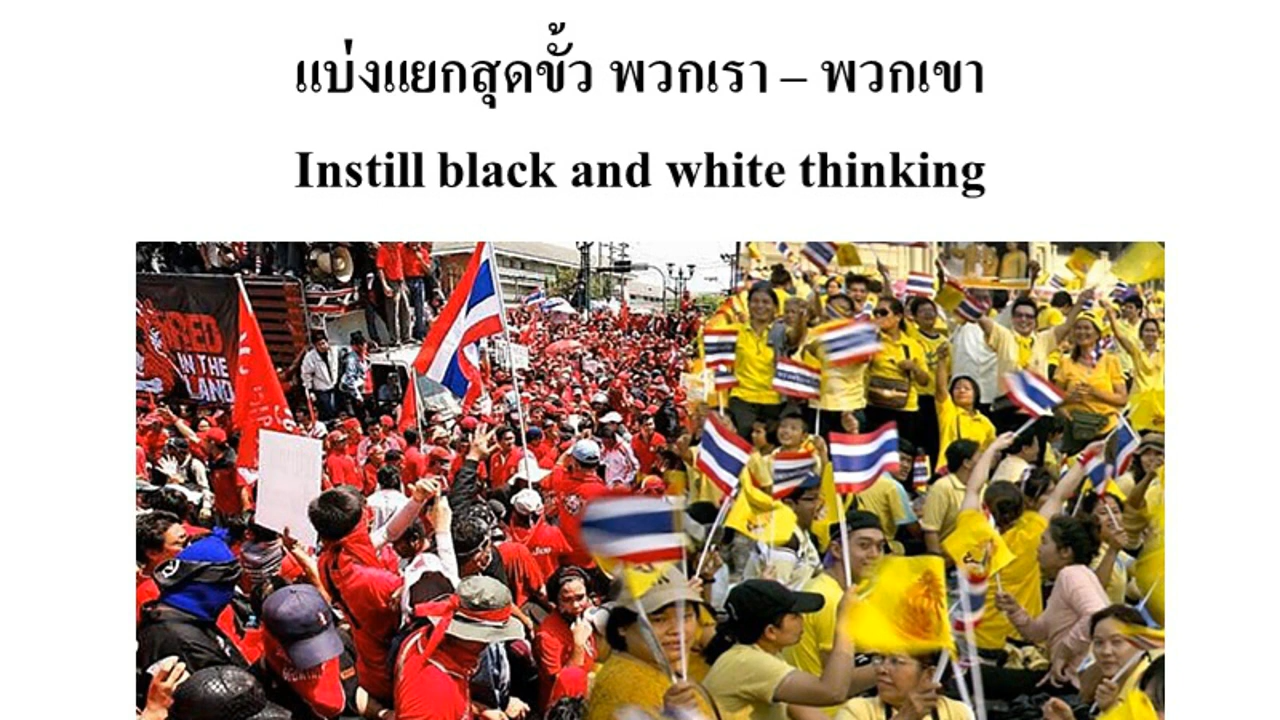 แบ่งแยกสุดขั้ว พวกเรา – พวกเขา
Instill black and white thinking
RED
IN THE
LAND